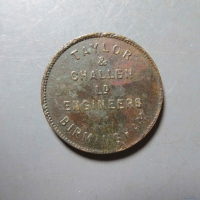 TAYLOR
&
CHALLEN
LD
ENGINEERS
BIRMINGHAM